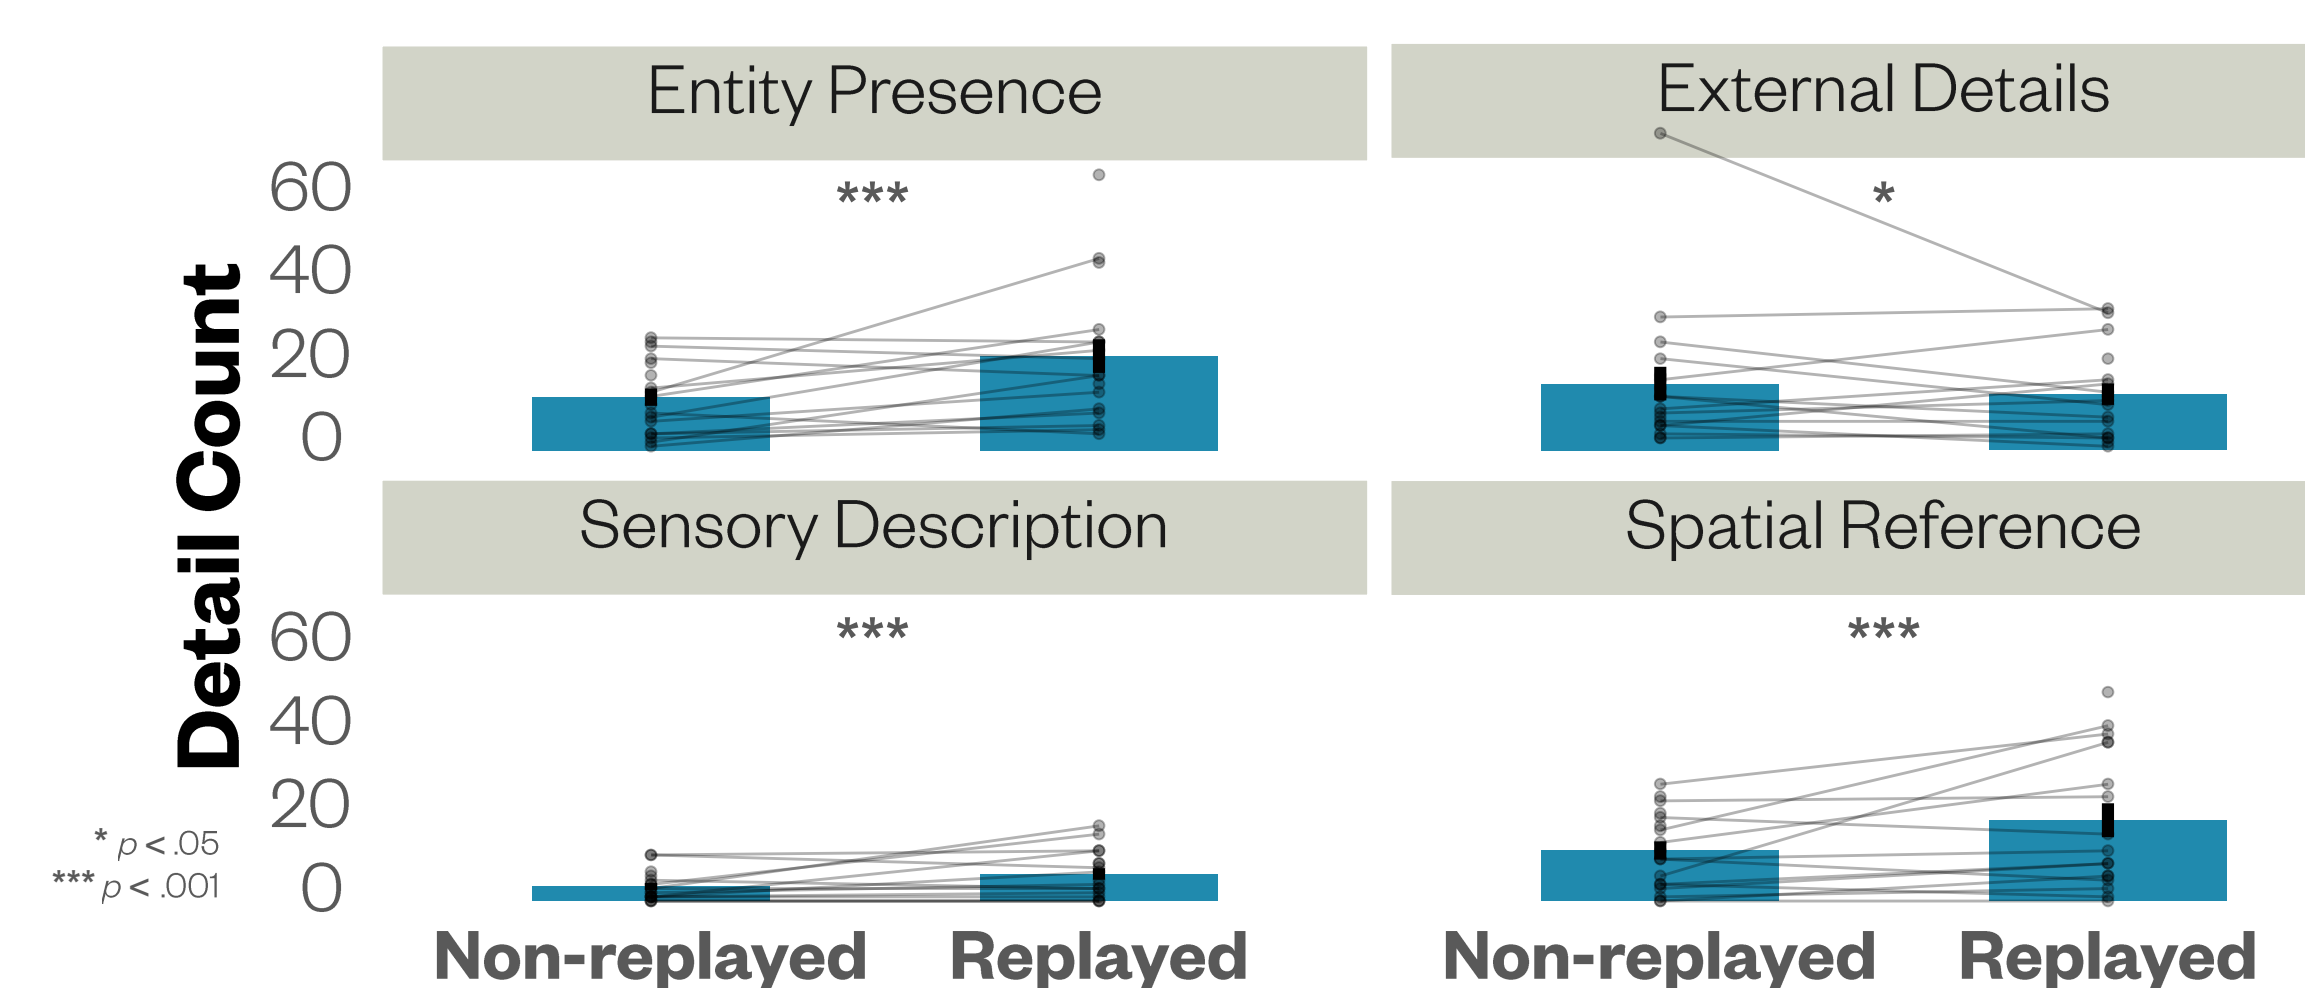 Entity Presence
External Details
60
***
*
40
20
0
Detail Count
Sensory Description
Spatial Reference
60
***
***
40
20
0
* p < .05
*** p < .001
Non-replayed Replayed
Non-replayed Replayed